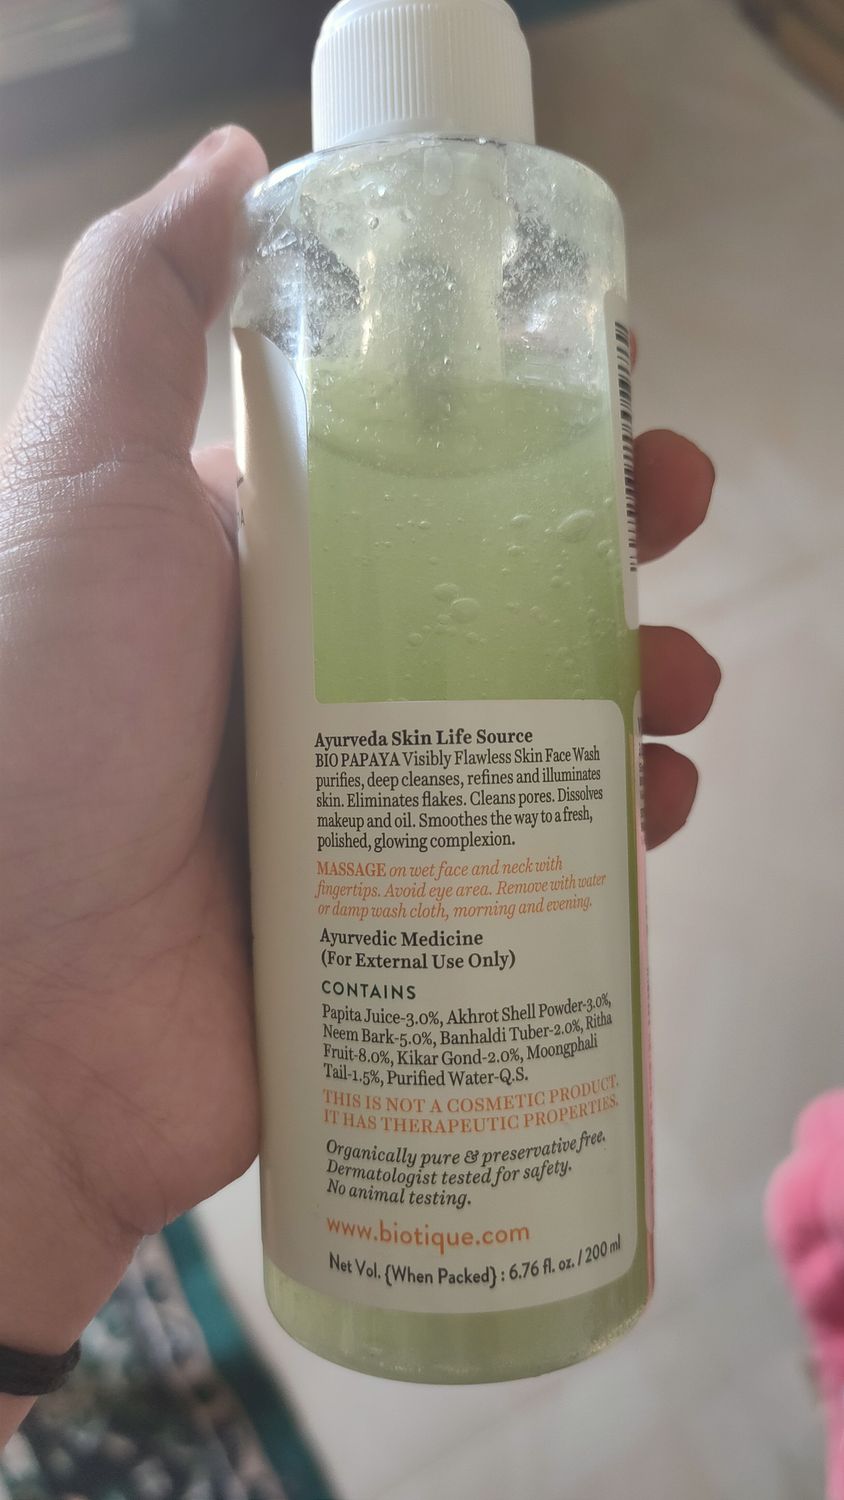 Ayurveda Skin Life Source
BIO PAPAYA Visibly Flawless Skin Face Wash
purifies, deep cleanses, refines and illuminates
skin. Eliminates flakes. Cleans pores. Dissolves
makeup and oil. Smoothes the way to a fresh,
polished, glowing complexion.
MASSAGE on wet face and neck with
fingertips. Avoid eye area. Remove with water
or damp wash cloth, morning and evening.
Ayurvedic Medicine
(For External Use Only)
CONTAINS
Papita Juice-3.0%, Akhrot Shell Powder-3.0%,
Neem Bark-5.0%, Banhaldi Tuber-2.0%, Ritha
Fruit-8.0%, Kikar Gond-2.0%, Moongphali
Tail-1.5%, Purified Water-Q.S.
THIS IS NOT A COSMETIC PRODUCT.
IT HAS THERAPEUTIC PROPERTIES.
Organically pure & preservative free.
Dermatologist tested for safety.
No animal testing.
www.biotique.com
Net Vol. {When Packed} : 6.76 fl. oz. / 200 ml